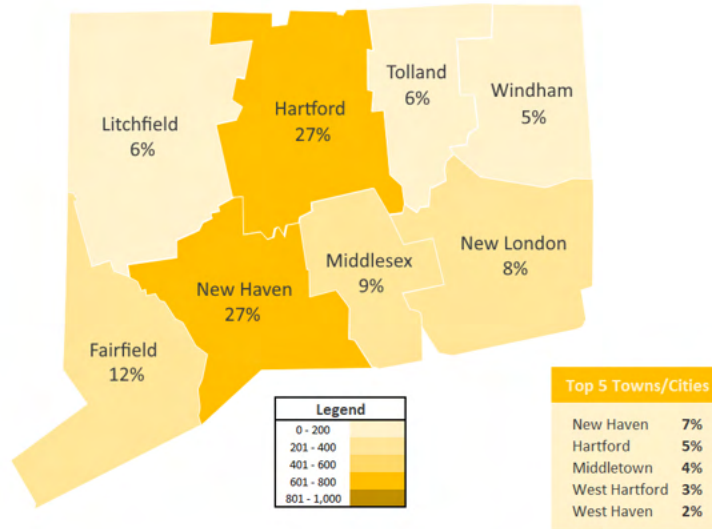 Litchfield
6%
Hartford
27%
Tolland
6%
Windham
5%
New Haven
27%
Middlesex
9%
New London
8%
Fairfield
12%
Legend
0 - 200
201 - 400
401 - 600
601 - 800
801 - 1,000
Top 5 Towns/Cities
New Haven 7%
Hartford 5%
Middletown 4%
West Hartford 3%
West Haven 2%